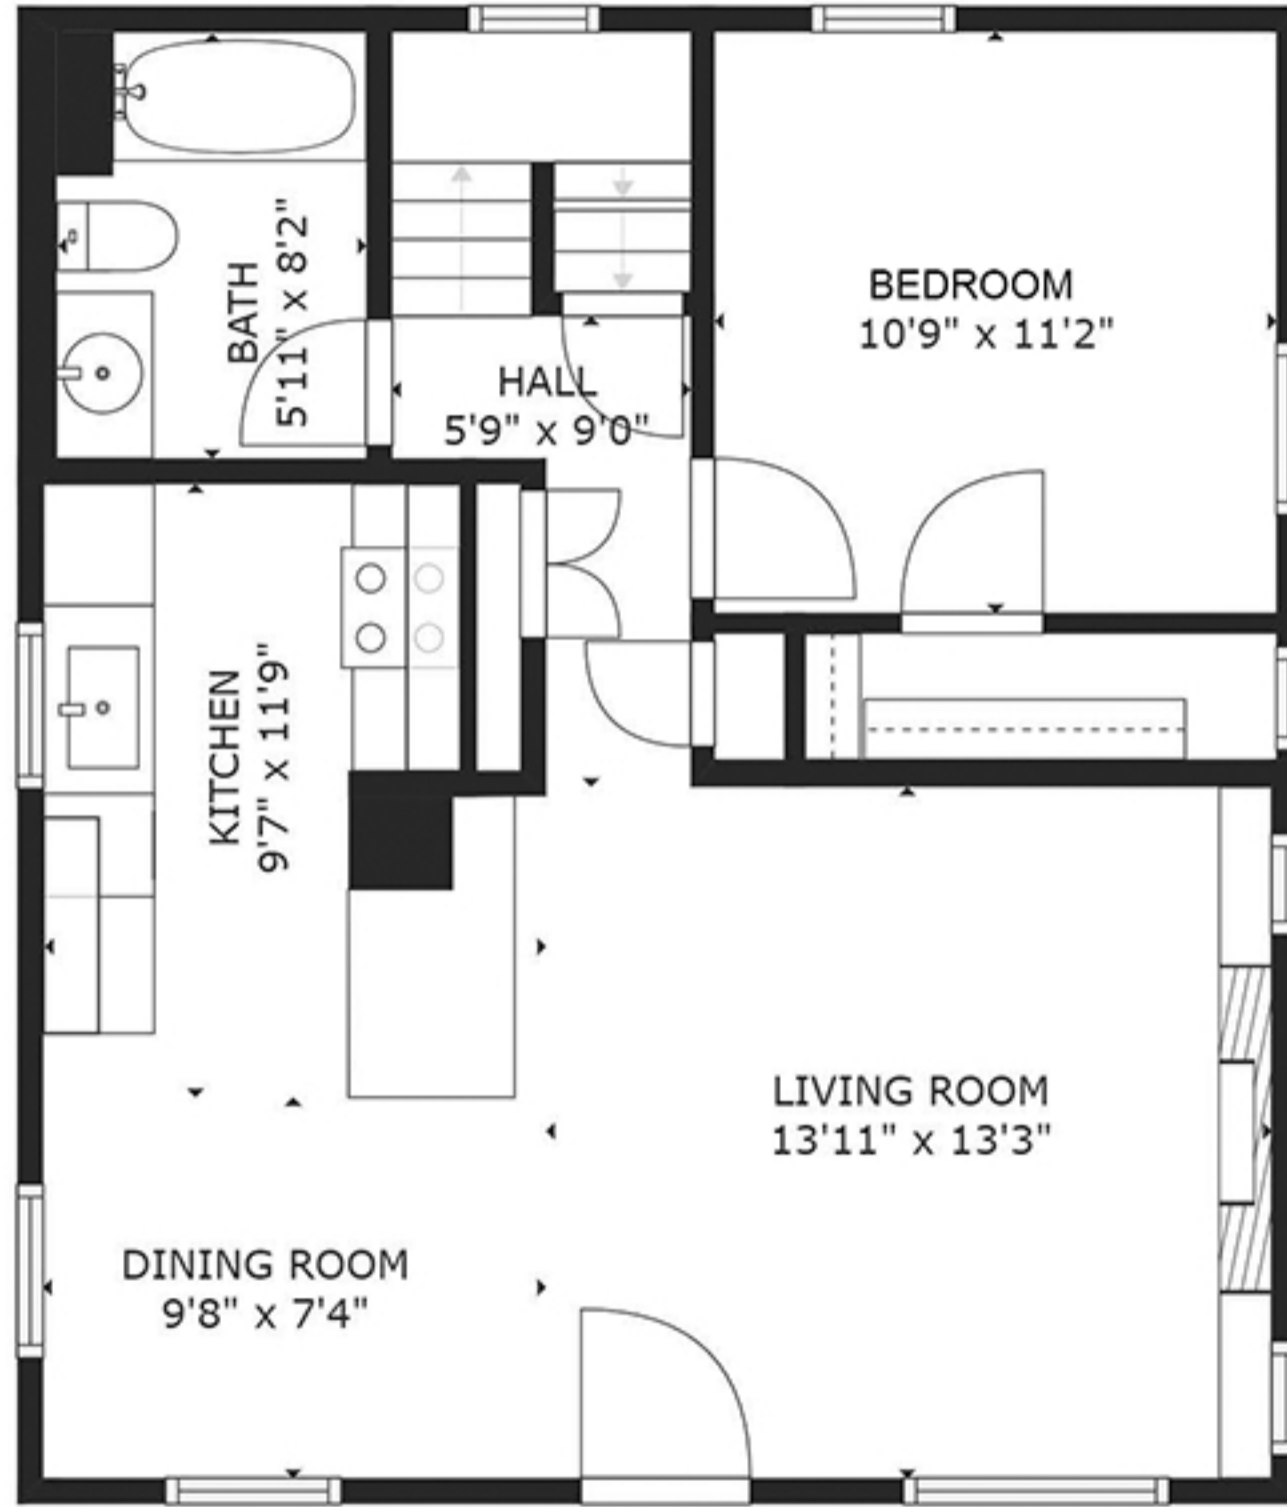 BATH
5'11" x 8'2"
BEDROOM
10'9" x 11'2"
HALL
5'9" x 9'0"
KITCHEN
9'7" x 11'9"
LIVING ROOM
13'11" x 13'3"
DINING ROOM
9'8" x 7'4"